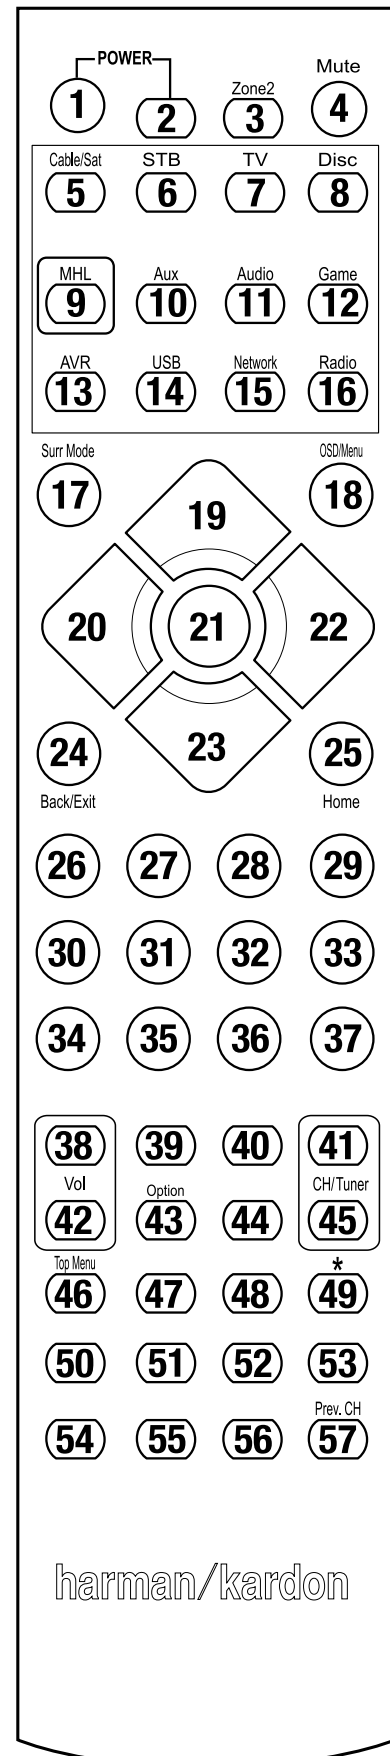 POWER
Mute
Zone2
1 2 3 4
Cable/Sat STB TV Disc
5 6 7 8
MHL Aux Audio Game
9 10 11 12
AVR USB Network Radio
13 14 15 16
Surr Mode OSD/Menu
17 18
19
20 21 22
23
24 25
Back/Exit Home
26 27 28 29
30 31 32 33
34 35 36 37
38 39 40 41
Vol CH/Tuner
Option
42 43 44 45
Top Menu *
46 47 48 49
50 51 52 53
Prev. CH
54 55 56 57
harman/kardon